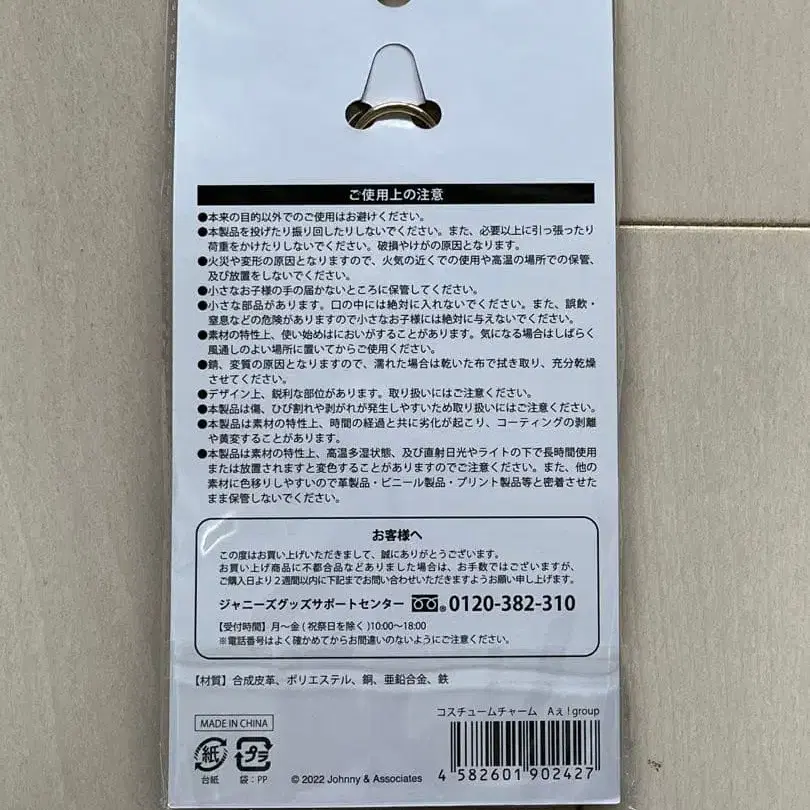 ご使用上の注意
●本来の目的以外でのご使用はお避けください。
●本製品を投げたり振り回したりしないでください。また、必要以上に引っ張ったり
荷重をかけたりしないでください。破損やけがの原因となります。
●火災や変形の原因となりますので、火気の近くでの使用や高温の場所での保管、
及び放置をしないでください。
●小さなお子様の手の届かないところに保管してください。
●小さな部品があります。口の中には絶対に入れないでください。また、誤飲・
窒息などの危険がありますので小さなお子様には絶対に与えないでください。
●素材の特性上、使い始めはにおいがすることがあります。気になる場合はしばらく
風通しのよい場所に置いてからご使用ください。
●錆、変質の原因となりますので、濡れた場合は乾いた布で拭き取り、充分乾燥
させてください。
●デザイン上、鋭利な部位があります。取り扱いにはご注意ください。
●本製品は傷、ひび割れや剥がれが発生しやすいため取り扱いにはご注意ください。
●本製品は素材の特性上、時間の経過と共に劣化が起こり、コーティングの剥離
や黄変することがあります。
●本製品は素材の特性上、高温多湿状態、及び直射日光やライトの下で長時間使用
または放置されますと変色することがありますのでご注意ください。また、他の
素材に色移りしやすいので革製品・ビニール製品・プリント製品等と密着させた
まま保管しないでください。
お客様へ
この度はお買い上げいただきまして、誠にありがとうございます。
お買い上げ商品に不都合品などありました場合は、お手数ではございますが、
ご購入日より2週間以内に下記までお問い合わせいただきますようお願い申し上げます。
ジャニーズグッズサポートセンター 0120-382-310
【受付時間】月〜金(祝祭日を除く)10:00〜18:00
※電話番号はよく確かめてからお間違いのないようにご注意ください。
【材質】合成皮革、ポリエステル、銅、亜鉛合金、鉄
MADE IN CHINA
コスチュームチャーム Aぇ!group
紙
プラ
台紙
袋:PP
© 2022 Johnny & Associates
4 582601 902427